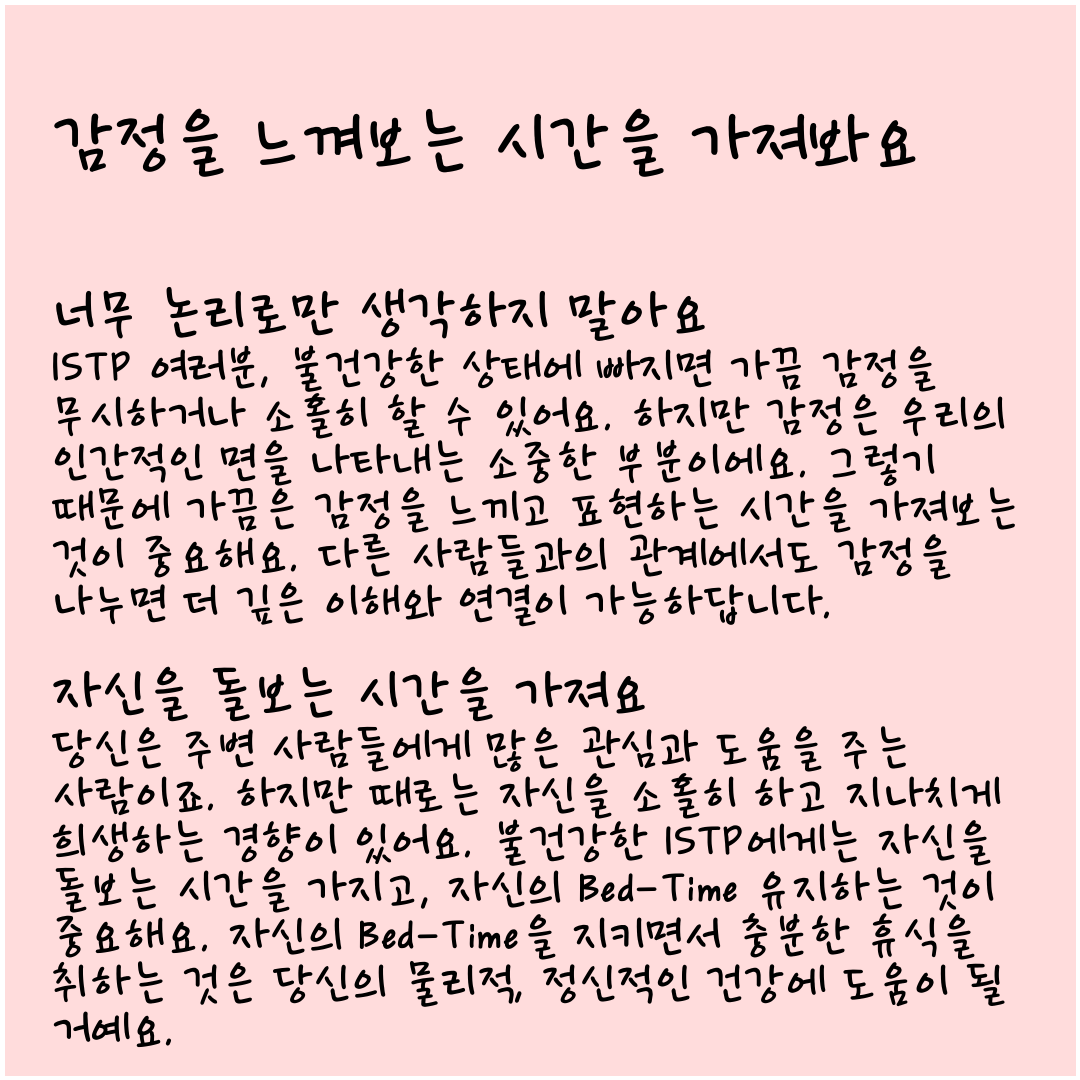 감정을 느껴보는 시간을 가져봐요
너무 논리로만 생각하지 말아요
ISTP 여러분, 불건강한 상태에 빠지면 가끔 감정을
무시하거나 소홀히 할 수 있어요. 하지만 감정은 우리의
인간적인 면을 나타내는 소중한 부분이에요. 그렇기
때문에 가끔은 감정을 느끼고 표현하는 시간을 가져보는
것이 중요해요. 다른 사람들과의 관계에서도 감정을
나누면 더 깊은 이해와 연결이 가능하답니다.
자신을 돌보는 시간을 가져요
당신은 주변 사람들에게 많은 관심과 도움을 주는
사람이죠. 하지만 때로는 자신을 소홀히 하고 지나치게
희생하는 경향이 있어요. 불건강한 ISTP에게는 자신을
돌보는 시간을 가지고, 자신의 Bed-Time 유지하는 것이
중요해요. 자신의 Bed-Time을 지키면서 충분한 휴식을
취하는 것은 당신의 물리적, 정신적인 건강에 도움이 될
거예요.